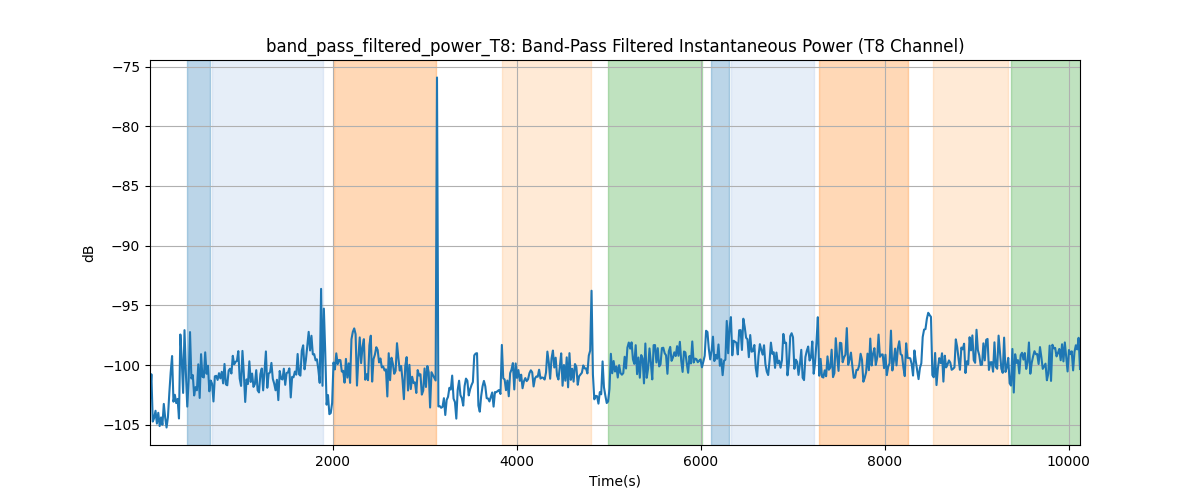 band_pass_filtered_power_T8: Band-Pass Filtered Instantaneous Power (T8 Channel)
−75
−80
−85
−90
−95
−100
−105
dB
2000 4000 6000 8000 10000
Time(s)